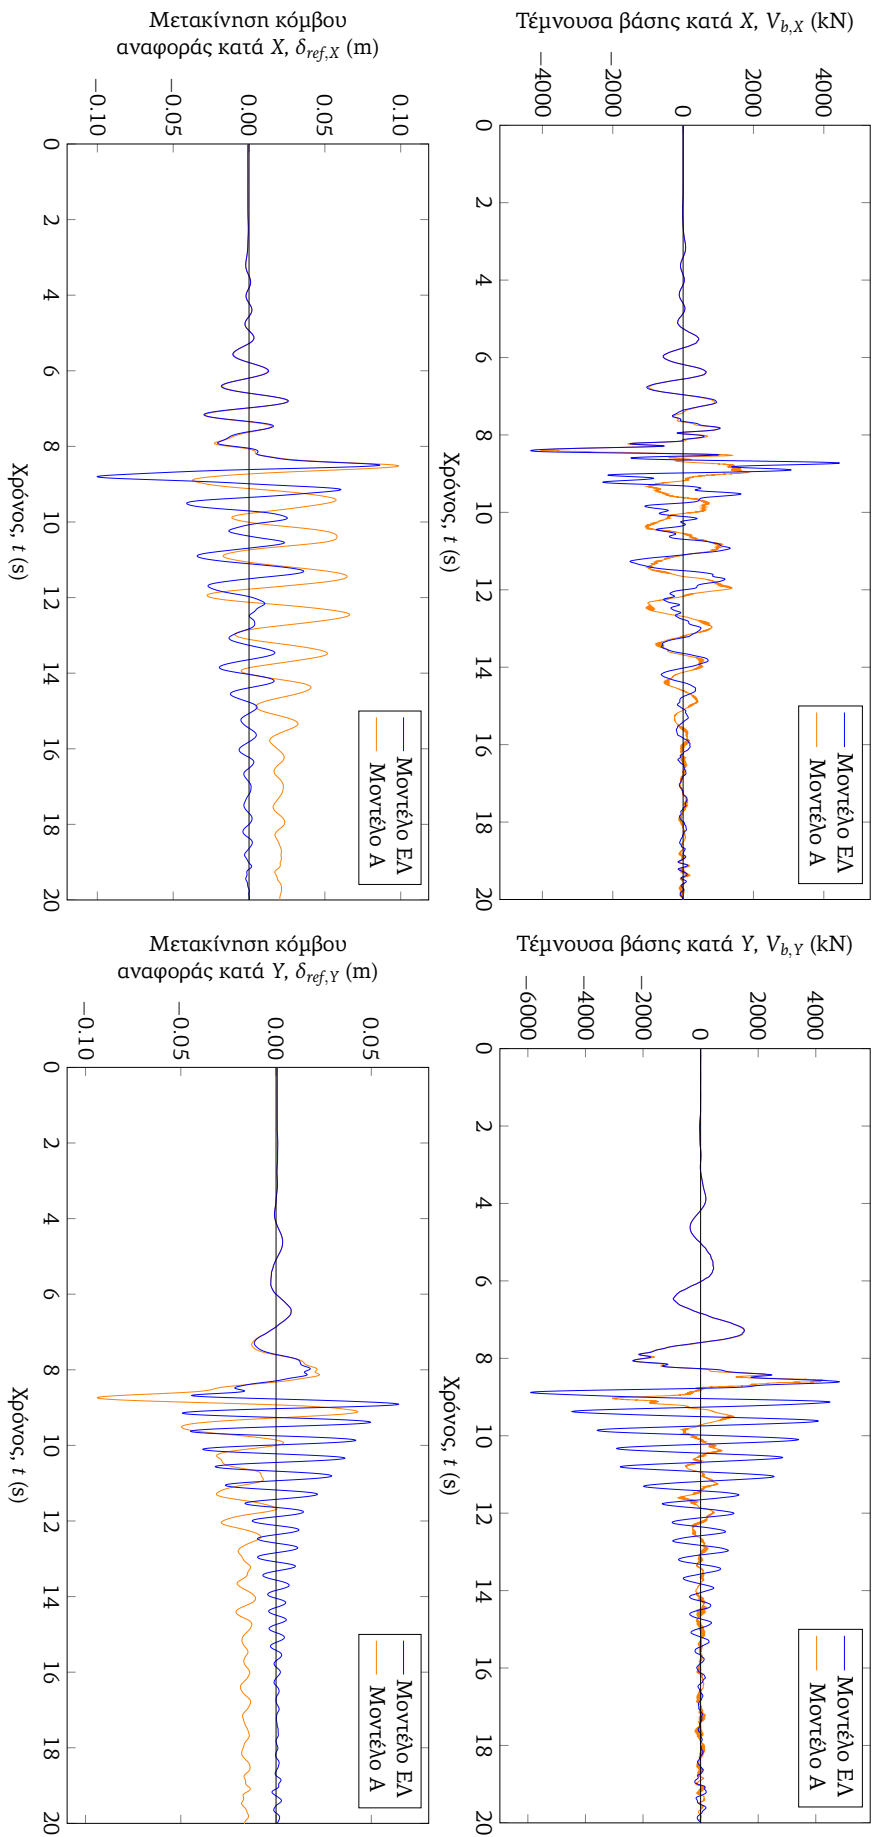 Τέμνουσα βάσης κατά X, V_{b,X} (kN)
4000
2000
0
−2000
−4000
0 2 4 6 8 10 12 14 16 18 20
Χρόνος, t (s)
Μοντέλο ΕΛ
Μοντέλο Α
Τέμνουσα βάσης κατά Y, V_{b,Y} (kN)
4000
2000
0
−2000
−4000
−6000
0 2 4 6 8 10 12 14 16 18 20
Χρόνος, t (s)
Μοντέλο ΕΛ
Μοντέλο Α
Μετακίνηση κόμβου
αναφοράς κατά X, δ_{ref,X} (m)
0.10
0.05
0.00
−0.05
−0.10
0 2 4 6 8 10 12 14 16 18 20
Χρόνος, t (s)
Μοντέλο ΕΛ
Μοντέλο Α
Μετακίνηση κόμβου
αναφοράς κατά Y, δ_{ref,Y} (m)
0.05
0.00
−0.05
−0.10
0 2 4 6 8 10 12 14 16 18 20
Χρόνος, t (s)
Μοντέλο ΕΛ
Μοντέλο Α